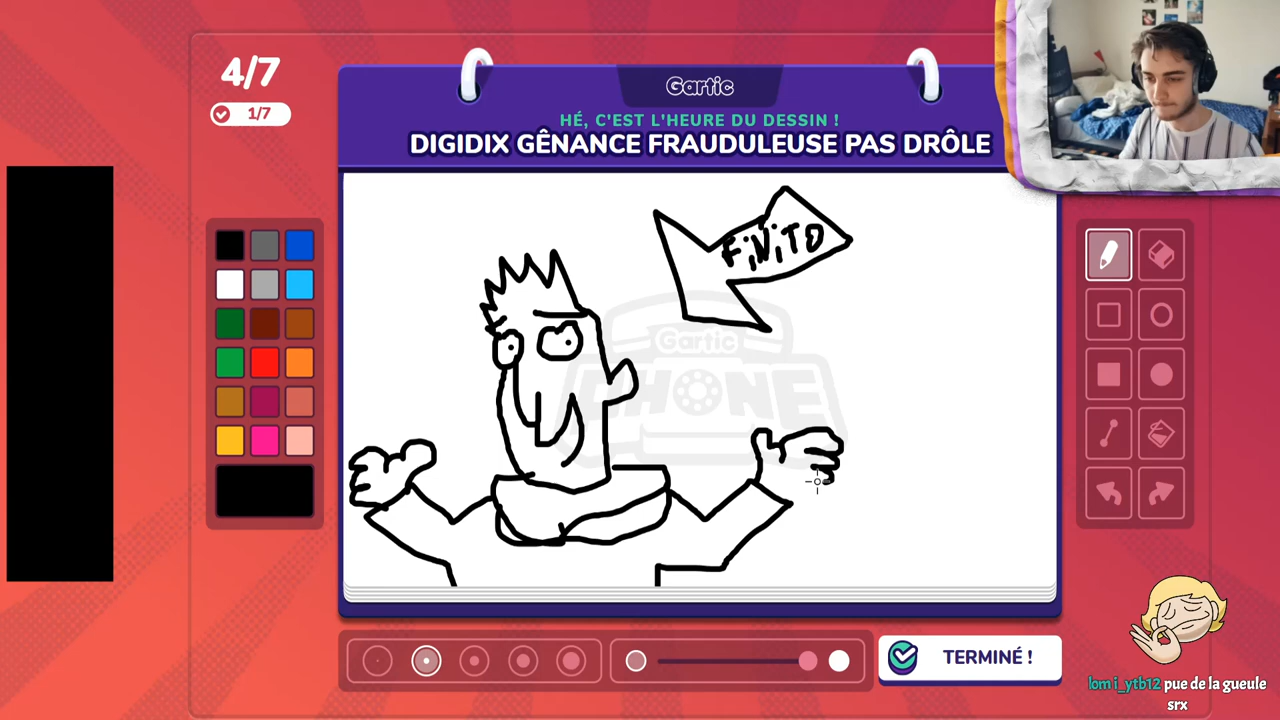 4/7
1/7
Gartic
HÉ, C'EST L'HEURE DU DESSIN !
DIGIDIX GÊNANCE FRAUDULEUSE PAS DRÔLE
FiNiTO
Gartic
PHONE
TERMINÉ !
lom i_ytb12 pue de la gueule
srx